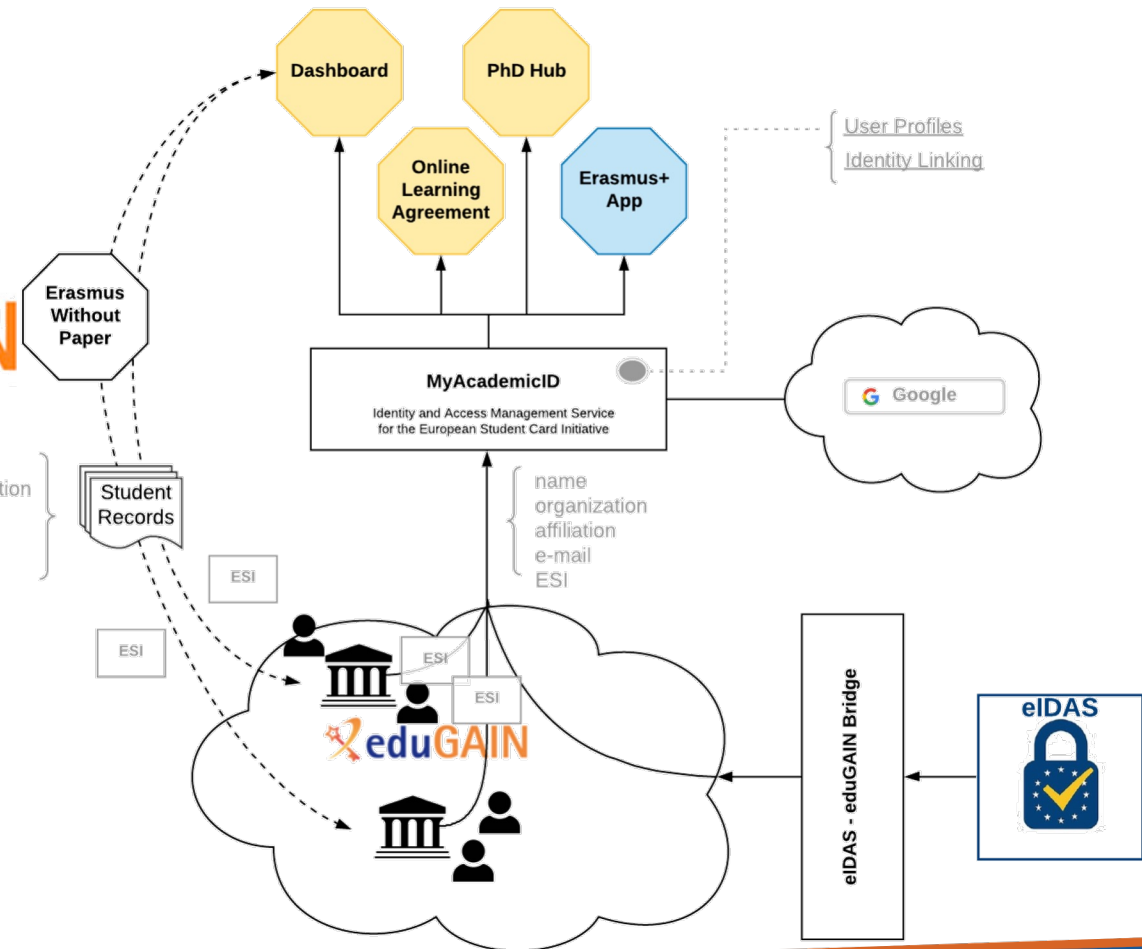 Dashboard
PhD Hub
User Profiles
Identity Linking
Online
Learning
Agreement
Erasmus+
App
Erasmus
Without
Paper
N
MyAcademicID
Identity and Access Management Service
for the European Student Card Initiative
Google
tion
Student
Records
name
organization
affiliation
e-mail
ESI
ESI
ESI
ESI
ESI
eduGAIN
eIDAS - eduGAIN Bridge
eIDAS